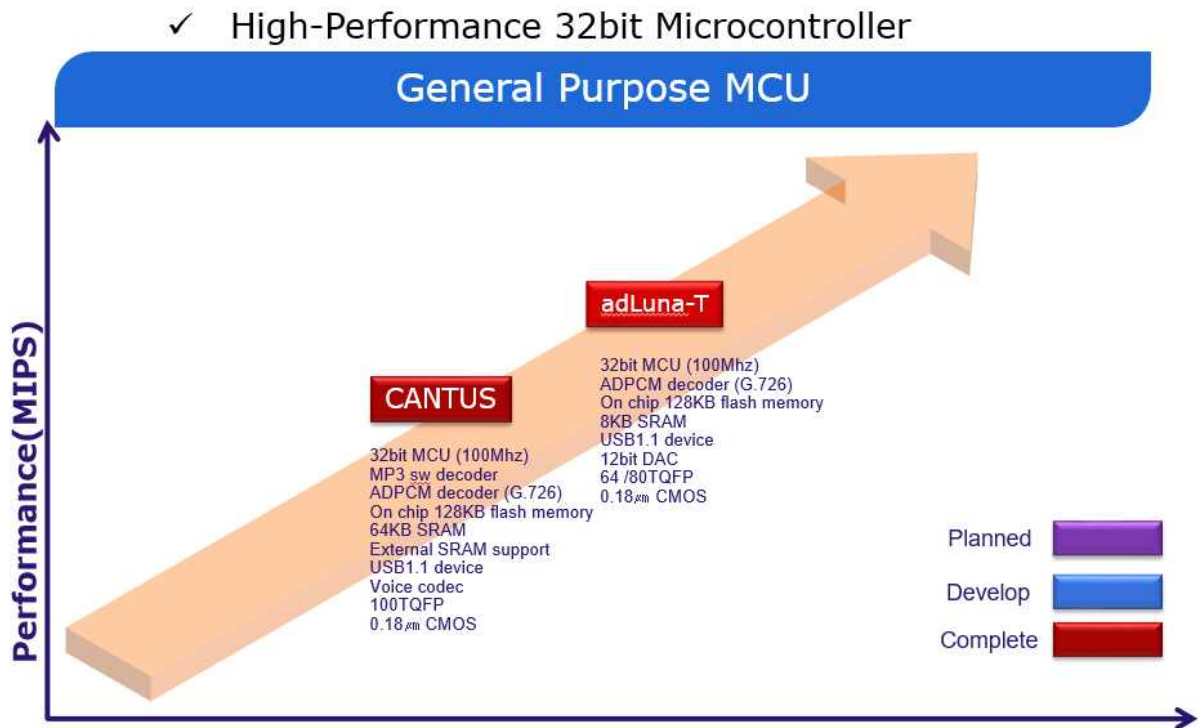 ✓ High-Performance 32bit Microcontroller
General Purpose MCU
Performance(MIPS)
adLuna-T
32bit MCU (100Mhz)
ADPCM decoder (G.726)
On chip 128KB flash memory
8KB SRAM
USB1.1 device
12bit DAC
64 /80TQFP
0.18㎛ CMOS
CANTUS
32bit MCU (100Mhz)
MP3 sw decoder
ADPCM decoder (G.726)
On chip 128KB flash memory
64KB SRAM
External SRAM support
USB1.1 device
Voice codec
100TQFP
0.18㎛ CMOS
Planned
Develop
Complete